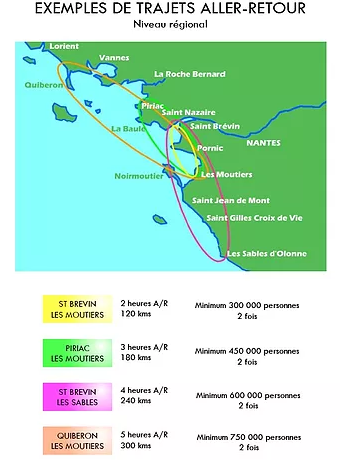 EXEMPLES DE TRAJETS ALLER-RETOUR
Niveau régional
Lorient
Vannes
La Roche Bernard
Quiberon
Piriac
Saint Nazaire
La Baule
Saint Brévin
NANTES
Pornic
Noirmoutier
Les Moutiers
Saint Jean de Mont
Saint Gilles Croix de Vie
Les Sables d'Olonne
ST BREVIN
LES MOUTIERS
2 heures A/R
120 kms
Minimum 300 000 personnes
2 fois
PIRIAC
LES MOUTIERS
3 heures A/R
180 kms
Minimum 450 000 personnes
2 fois
ST BREVIN
LES SABLES
4 heures A/R
240 kms
Minimum 600 000 personnes
2 fois
QUIBERON
LES MOUTIERS
5 heures A/R
300 kms
Minimum 750 000 personnes
2 fois